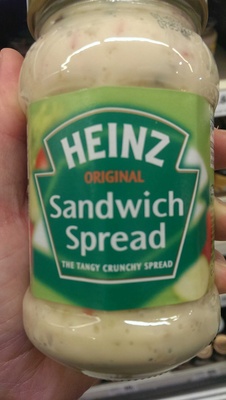 HEINZ
ORIGINAL
Sandwich
Spread
THE TANGY CRUNCHY SPREAD